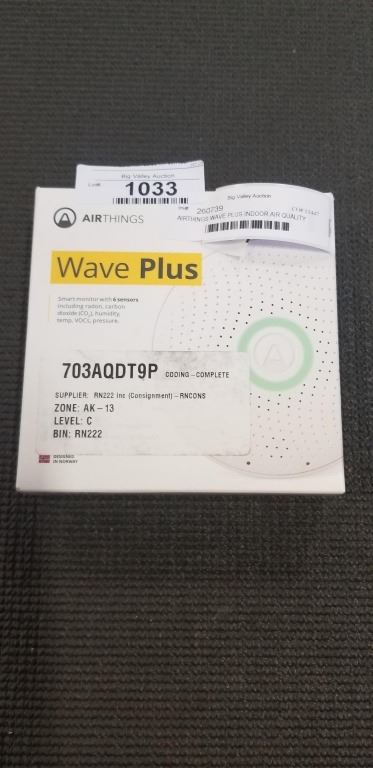 Big Valley Auction
Lot#
1033
Big Valley Auction
260739
AIRTHINGS WAVE PLUS INDOOR AIR QUALITY
AIRTHINGS
Wave Plus
Smart monitor with 6 sensors
including radon, carbon
dioxide (CO₂), humidity,
temp, VOCs, pressure.
703AQDT9P CODING - COMPLETE
SUPPLIER: RN222 Inc (Consignment) - RNCONS
ZONE: AK - 13
LEVEL: C
BIN: RN222
DESIGNED
IN NORWAY